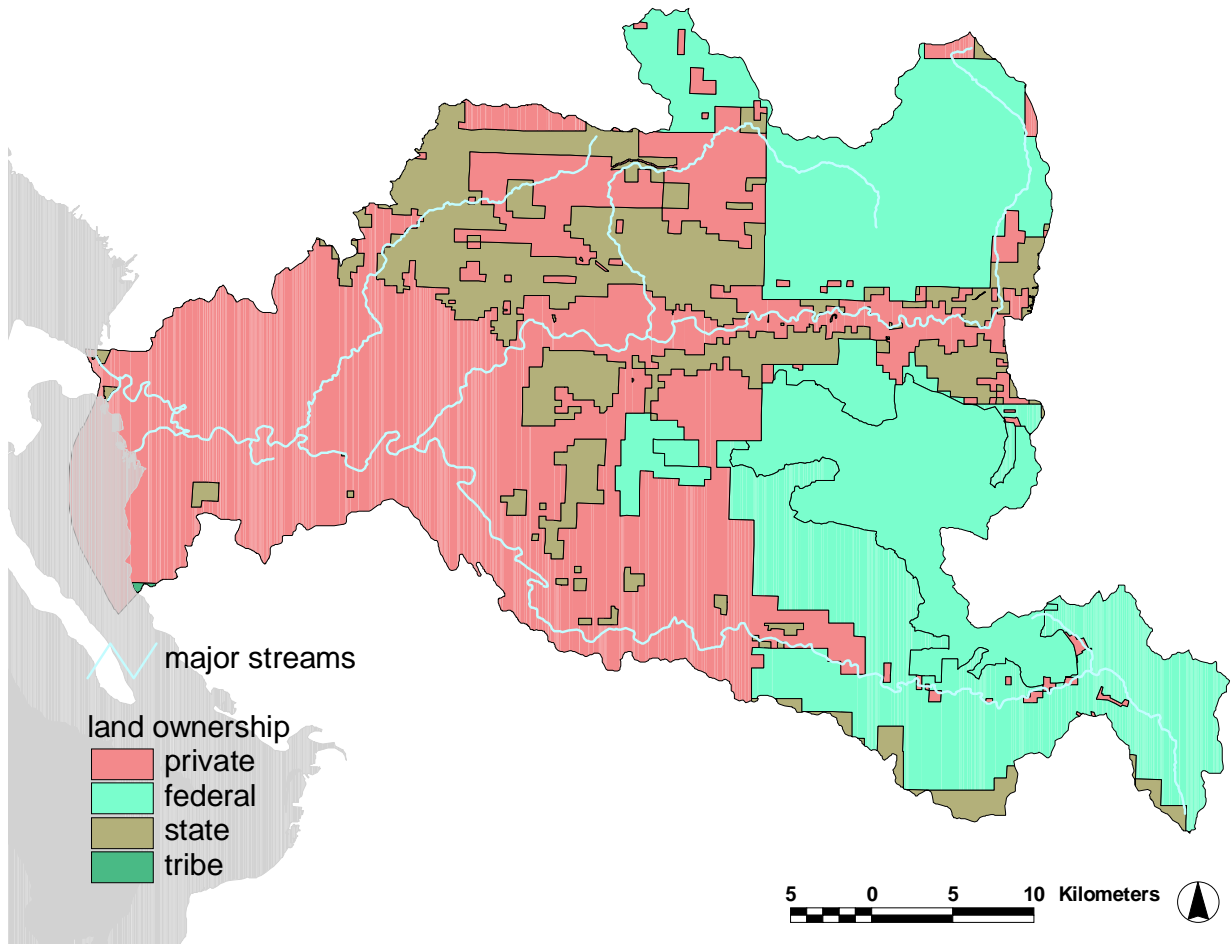 major streams
land ownership
private
federal
state
tribe
5 0 5 10 Kilometers